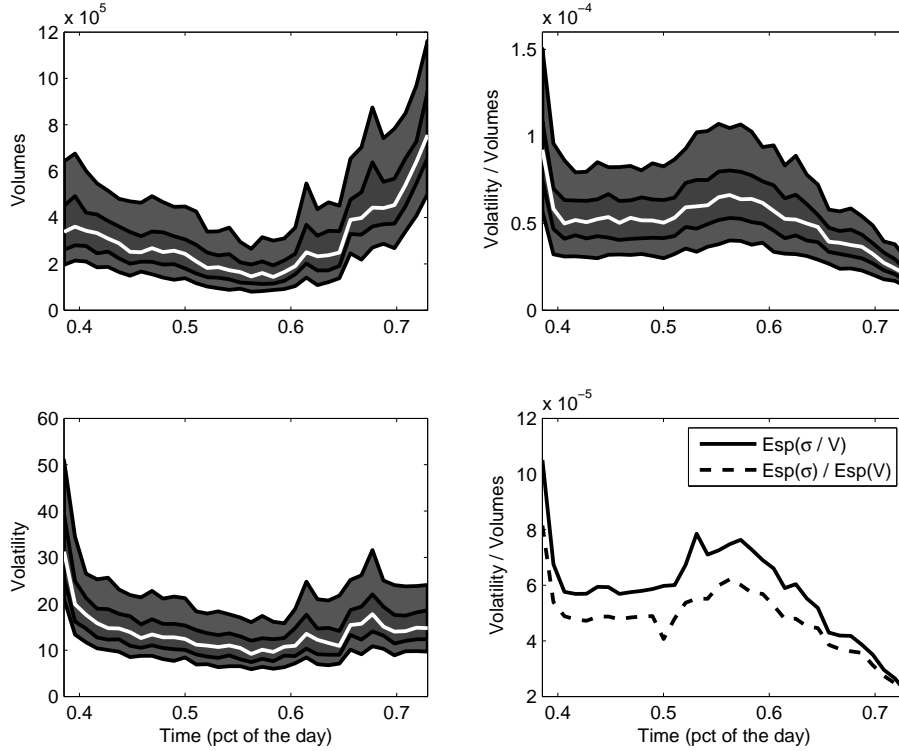 x 10^5
12
10
8
6
4
2
0
Volumes
0.4 0.5 0.6 0.7
x 10^−4
1.5
1
0.5
0
Volatility / Volumes
0.4 0.5 0.6 0.7
60
50
40
30
20
10
0
Volatility
0.4 0.5 0.6 0.7
Time (pct of the day)
x 10^−5
12
10
8
6
4
2
Volatility / Volumes
Esp(σ / V)
Esp(σ) / Esp(V)
0.4 0.5 0.6 0.7
Time (pct of the day)